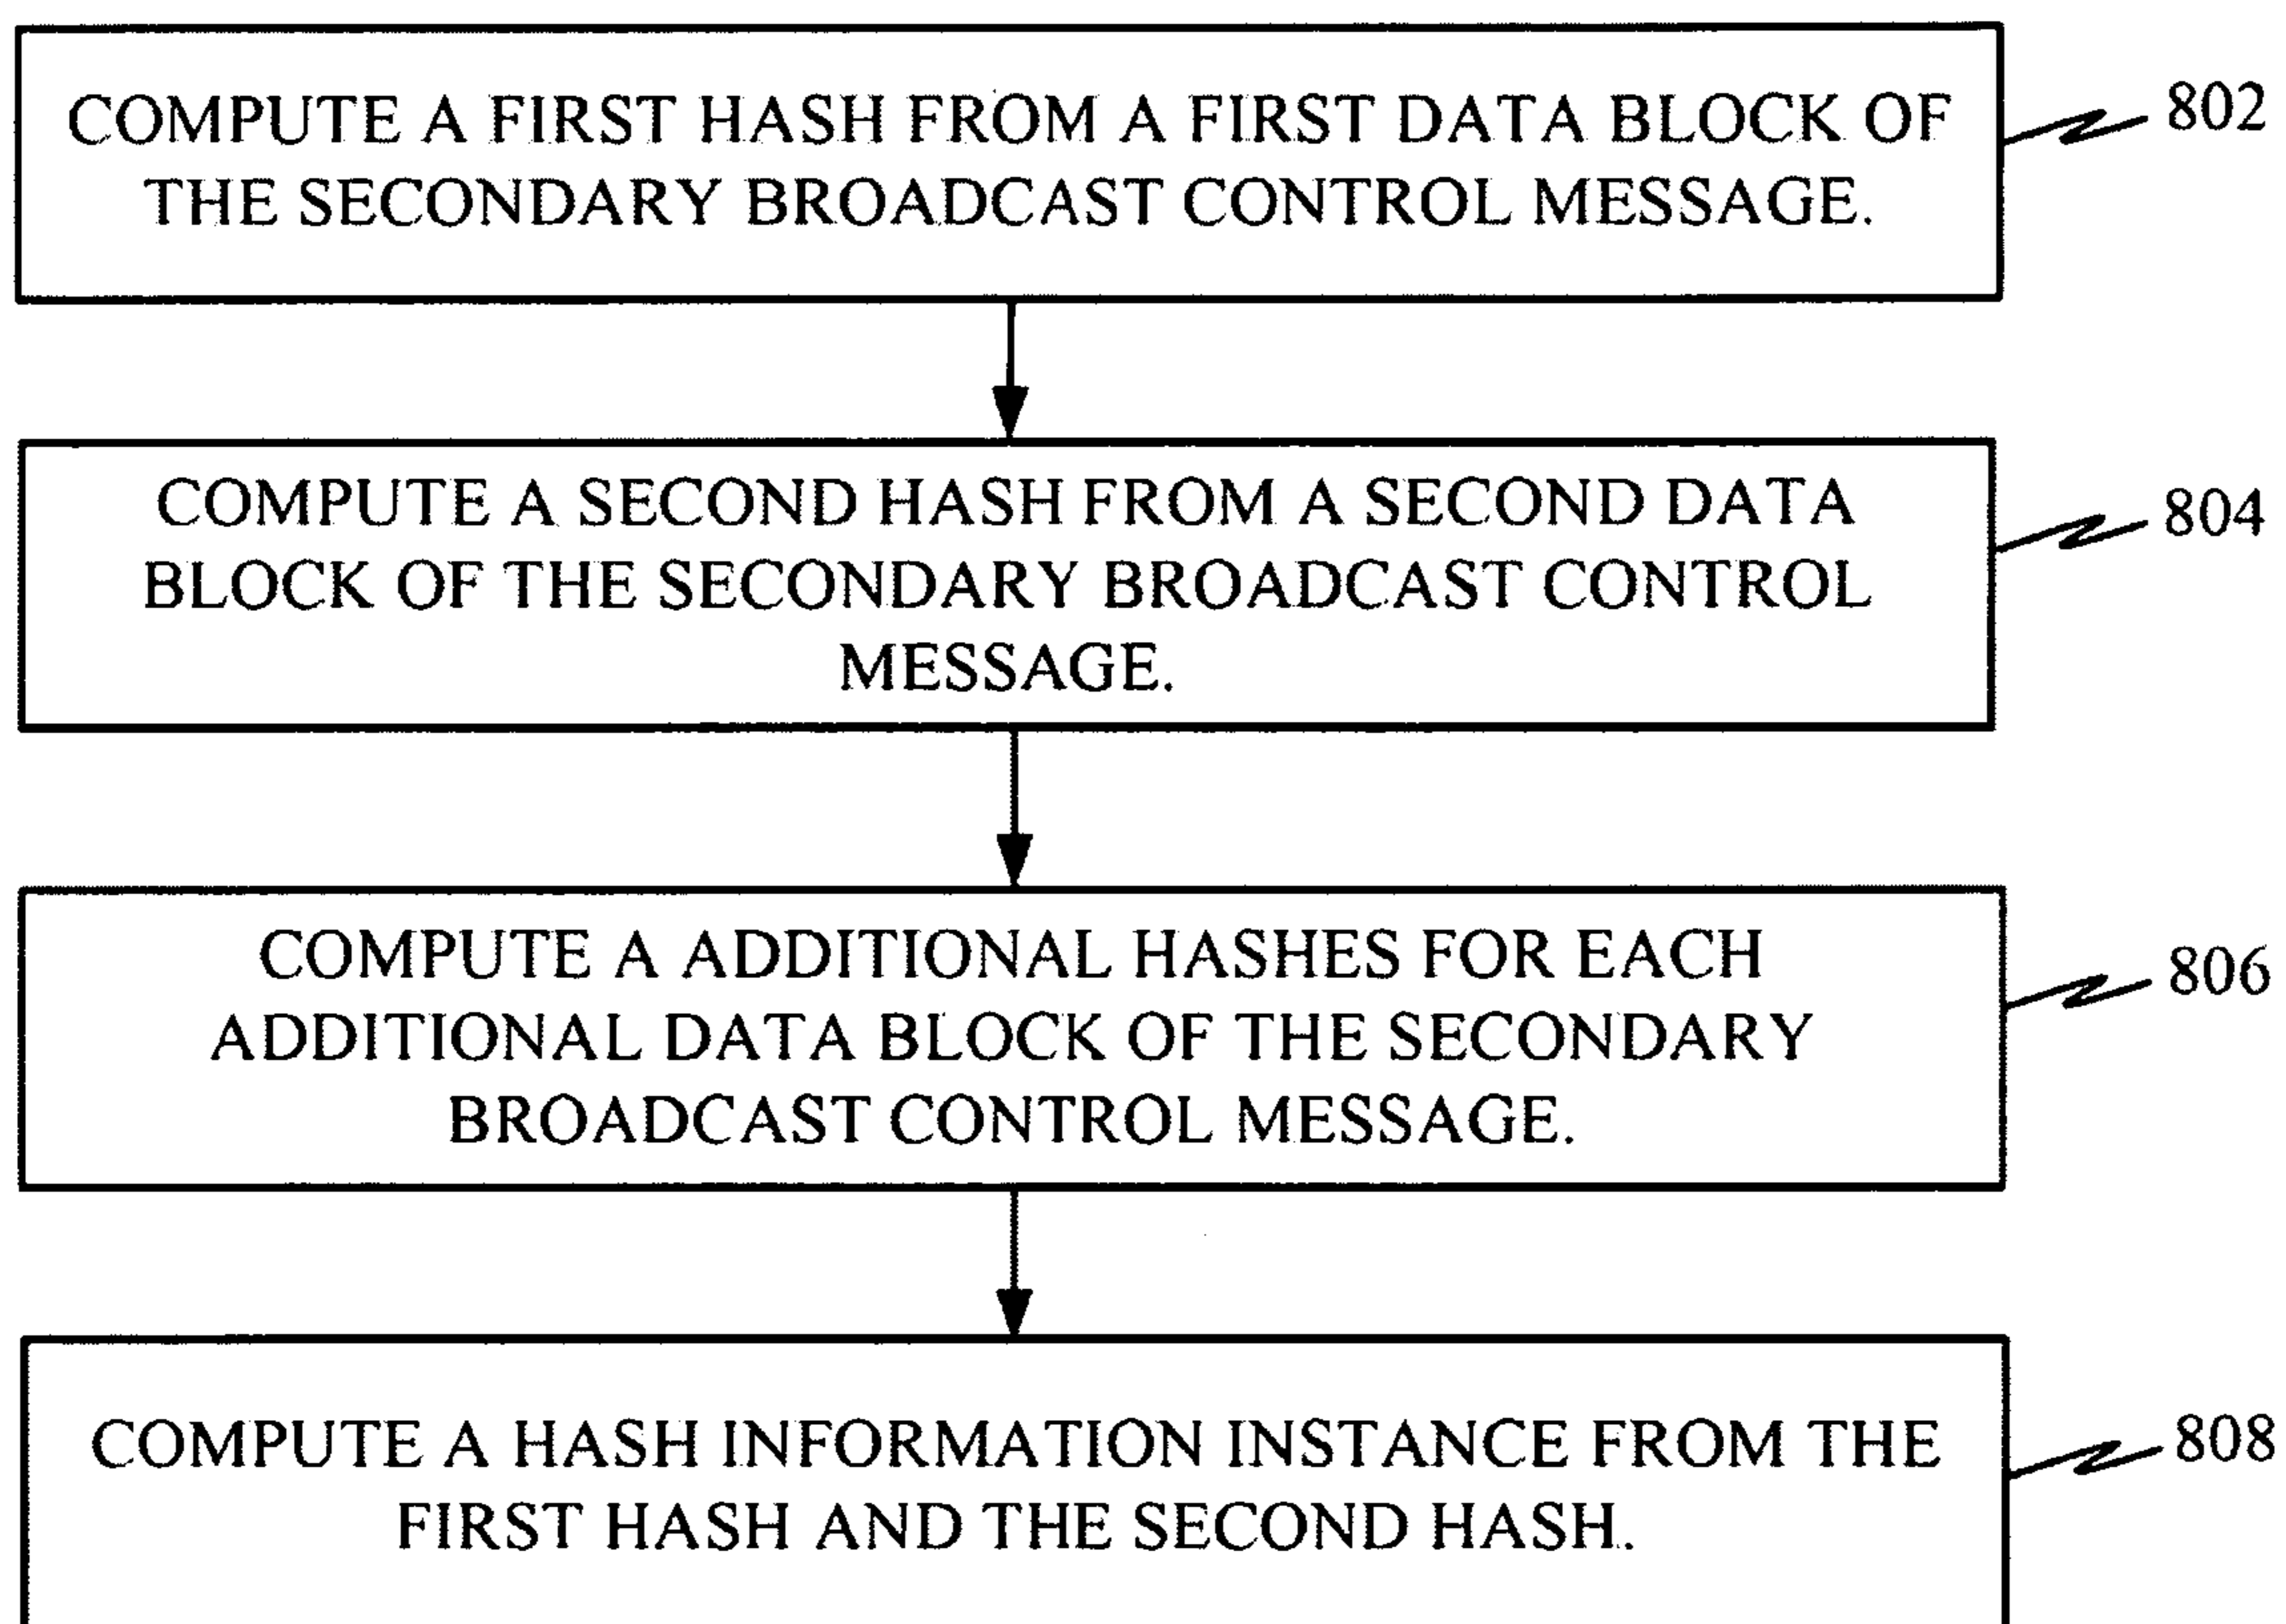 COMPUTE A FIRST HASH FROM A FIRST DATA BLOCK OF
THE SECONDARY BROADCAST CONTROL MESSAGE.
802
COMPUTE A SECOND HASH FROM A SECOND DATA
BLOCK OF THE SECONDARY BROADCAST CONTROL
MESSAGE.
804
COMPUTE A ADDITIONAL HASHES FOR EACH
ADDITIONAL DATA BLOCK OF THE SECONDARY
BROADCAST CONTROL MESSAGE.
806
COMPUTE A HASH INFORMATION INSTANCE FROM THE
FIRST HASH AND THE SECOND HASH.
808